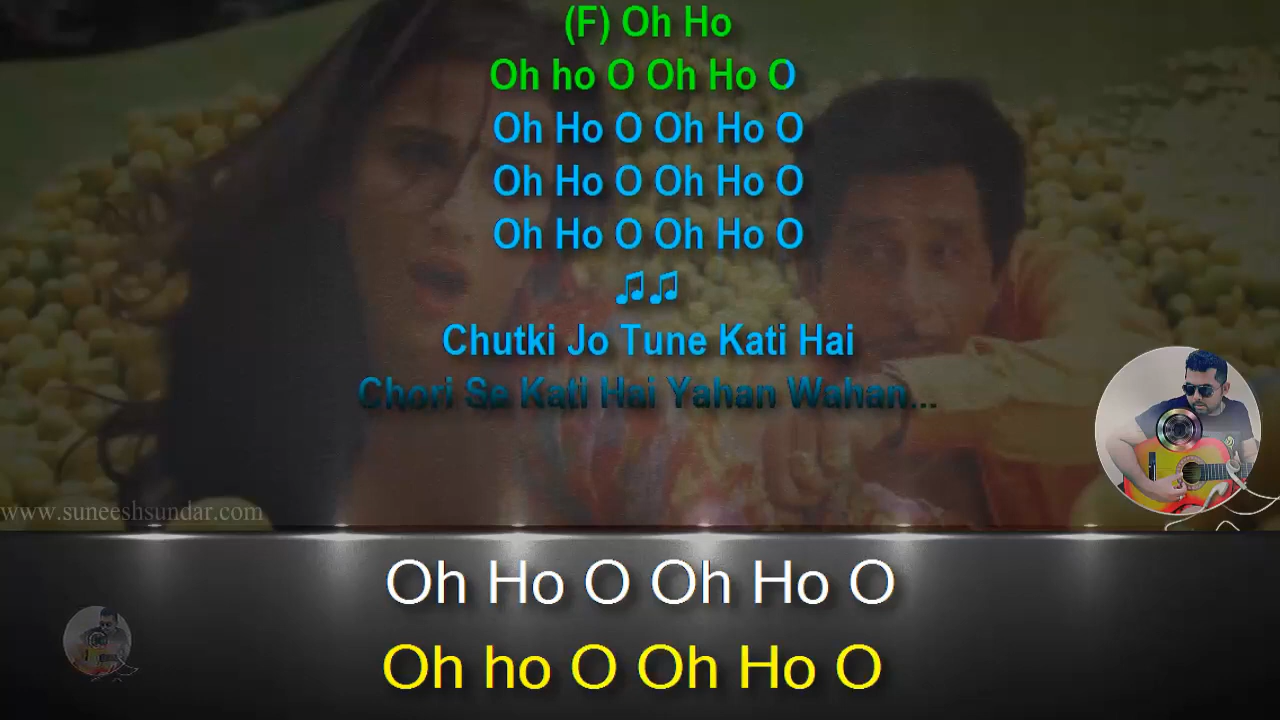 (F) Oh Ho
Oh ho O Oh Ho O
Oh Ho O Oh Ho O
Oh Ho O Oh Ho O
Oh Ho O Oh Ho O
♫♫
Chutki Jo Tune Kati Hai
Chori Se Kati Hai Yahan Wahan...
www.suneeshsundar.com
Oh Ho O Oh Ho O
Oh ho O Oh Ho O